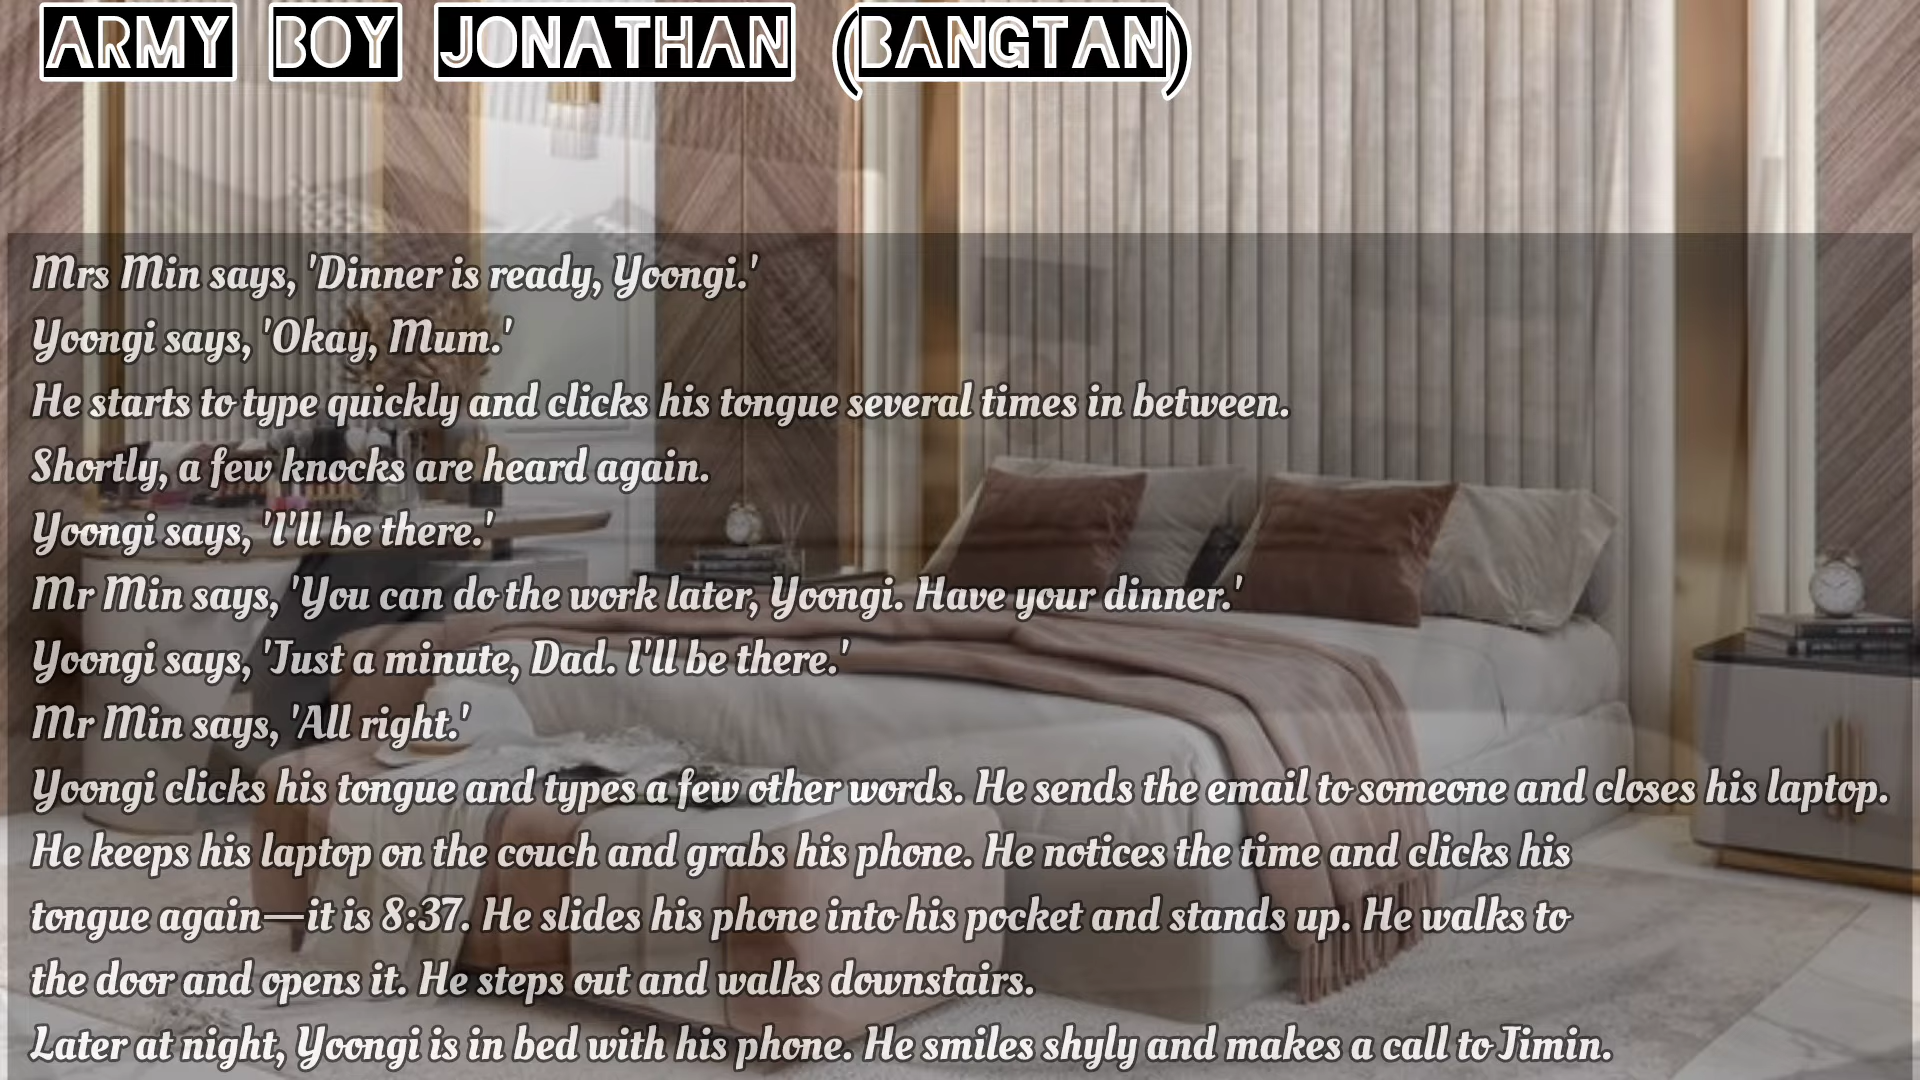 ARMY BOY JONATHAN (BANGTAN)
Mrs Min says, 'Dinner is ready, Yoongi.'
Yoongi says, 'Okay, Mum.'
He starts to type quickly and clicks his tongue several times in between.
Shortly, a few knocks are heard again.
Yoongi says, 'I'll be there.'
Mr Min says, 'You can do the work later, Yoongi. Have your dinner.'
Yoongi says, 'Just a minute, Dad. I'll be there.'
Mr Min says, 'All right.'
Yoongi clicks his tongue and types a few other words. He sends the email to someone and closes his laptop.
He keeps his laptop on the couch and grabs his phone. He notices the time and clicks his
tongue again—it is 8:37. He slides his phone into his pocket and stands up. He walks to
the door and opens it. He steps out and walks downstairs.
Later at night, Yoongi is in bed with his phone. He smiles shyly and makes a call to Jimin.